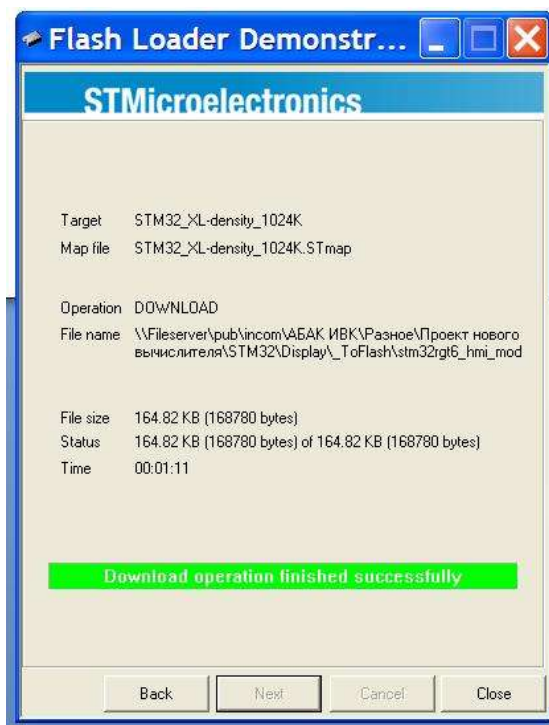 Flash Loader Demonstr...
STMicroelectronics
Target STM32_XL-density_1024K
Map file STM32_XL-density_1024K.STmap
Operation DOWNLOAD
File name \\Fileserver\pub\incom\АБАК ИВК\Разное\Проект нового
вычислителя\STM32\Display\_ToFlash\stm32rgt6_hmi_mod
File size 164.82 KB (168780 bytes)
Status 164.82 KB (168780 bytes) of 164.82 KB (168780 bytes)
Time 00:01:11
Download operation finished successfully
Back Next Cancel Close